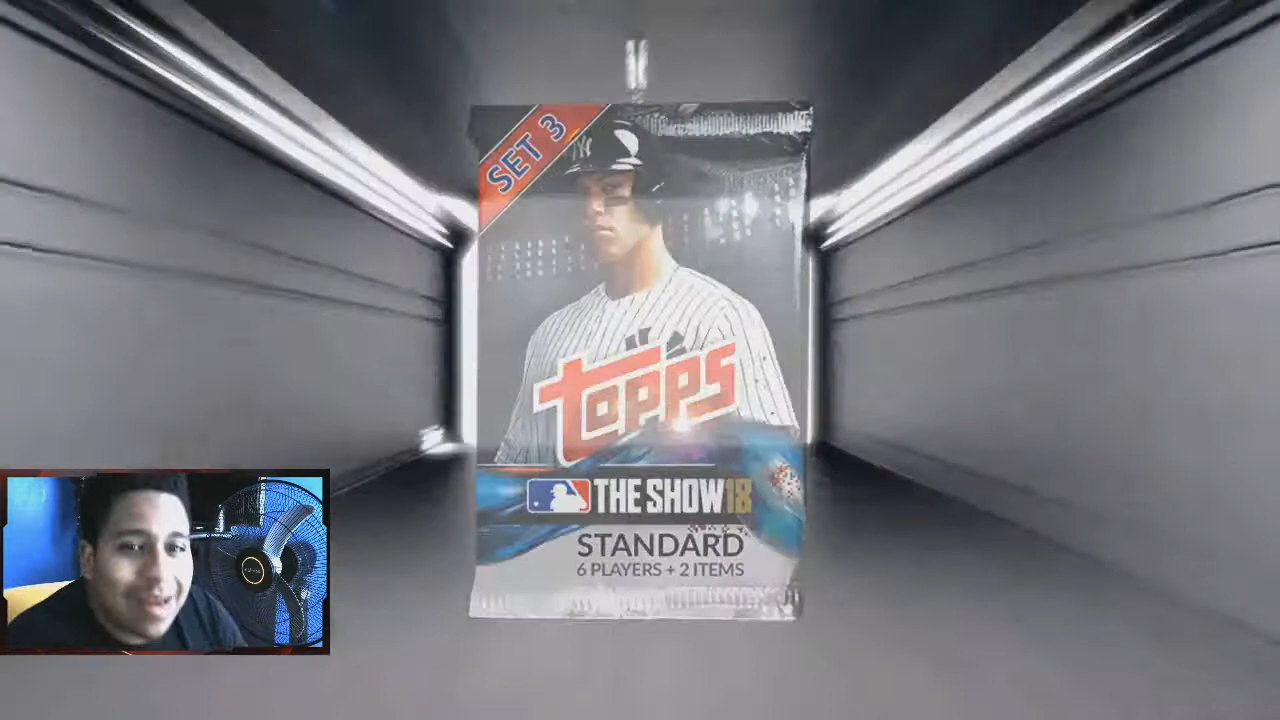 SET 3
NY
Topps
THE SHOW 18
STANDARD
6 PLAYERS + 2 ITEMS